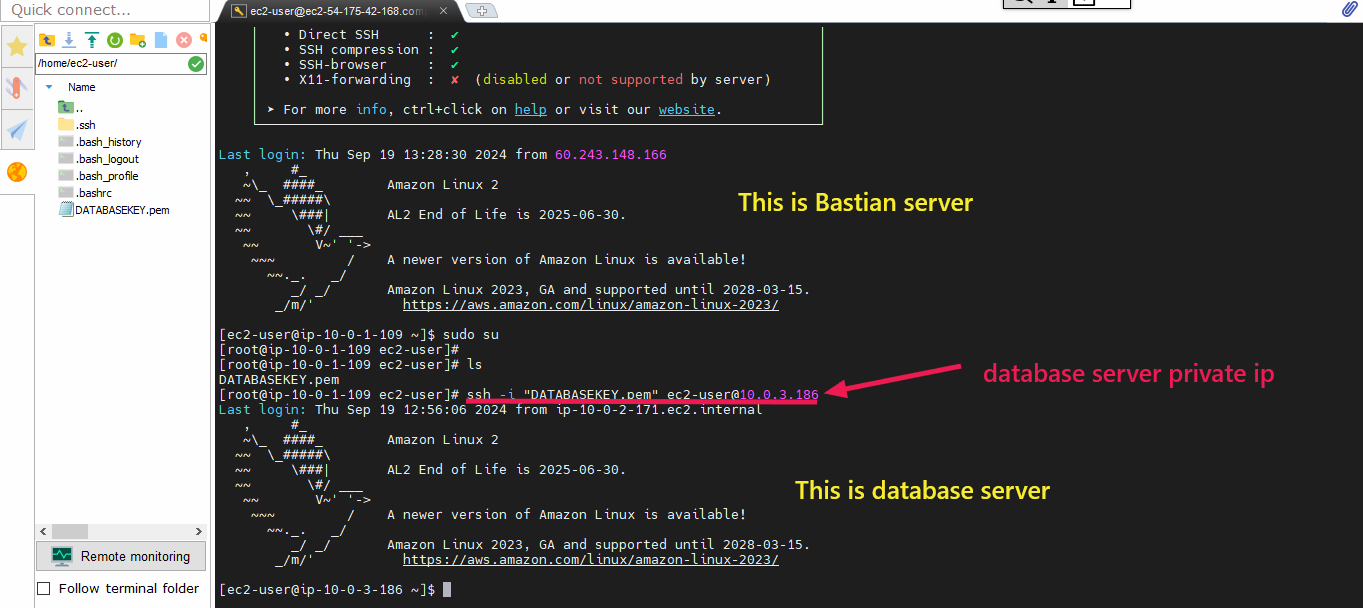 Quick connect...
ec2-user@ec2-54-175-42-168.com
/home/ec2-user/
Name
..
.ssh
.bash_history
.bash_logout
.bash_profile
.bashrc
DATABASEKEY.pem
Remote monitoring
Follow terminal folder
• Direct SSH      :  ✔
• SSH compression :  ✔
• SSH-browser     :  ✔
• X11-forwarding  :  ✘  (disabled or not supported by server)
➤ For more info, ctrl+click on help or visit our website.
Last login: Thu Sep 19 13:28:30 2024 from 60.243.148.166
   ,     #_
   ~\_  ####_        Amazon Linux 2
  ~~  \_#####\
  ~~     \###|       AL2 End of Life is 2025-06-30.
  ~~       \#/ ___
   ~~       V~' '->
    ~~~         /    A newer version of Amazon Linux is available!
      ~~._.   _/
         _/ _/       Amazon Linux 2023, GA and supported until 2028-03-15.
       _/m/'           https://aws.amazon.com/linux/amazon-linux-2023/
This is Bastian server
[ec2-user@ip-10-0-1-109 ~]$ sudo su
[root@ip-10-0-1-109 ec2-user]#
[root@ip-10-0-1-109 ec2-user]# ls
DATABASEKEY.pem
[root@ip-10-0-1-109 ec2-user]# ssh -i "DATABASEKEY.pem" ec2-user@10.0.3.186
database server private ip
Last login: Thu Sep 19 12:56:06 2024 from ip-10-0-2-171.ec2.internal
   ,     #_
   ~\_  ####_        Amazon Linux 2
  ~~  \_#####\
  ~~     \###|       AL2 End of Life is 2025-06-30.
  ~~       \#/ ___
   ~~       V~' '->
    ~~~         /    A newer version of Amazon Linux is available!
      ~~._.   _/
         _/ _/       Amazon Linux 2023, GA and supported until 2028-03-15.
       _/m/'           https://aws.amazon.com/linux/amazon-linux-2023/
This is database server
[ec2-user@ip-10-0-3-186 ~]$